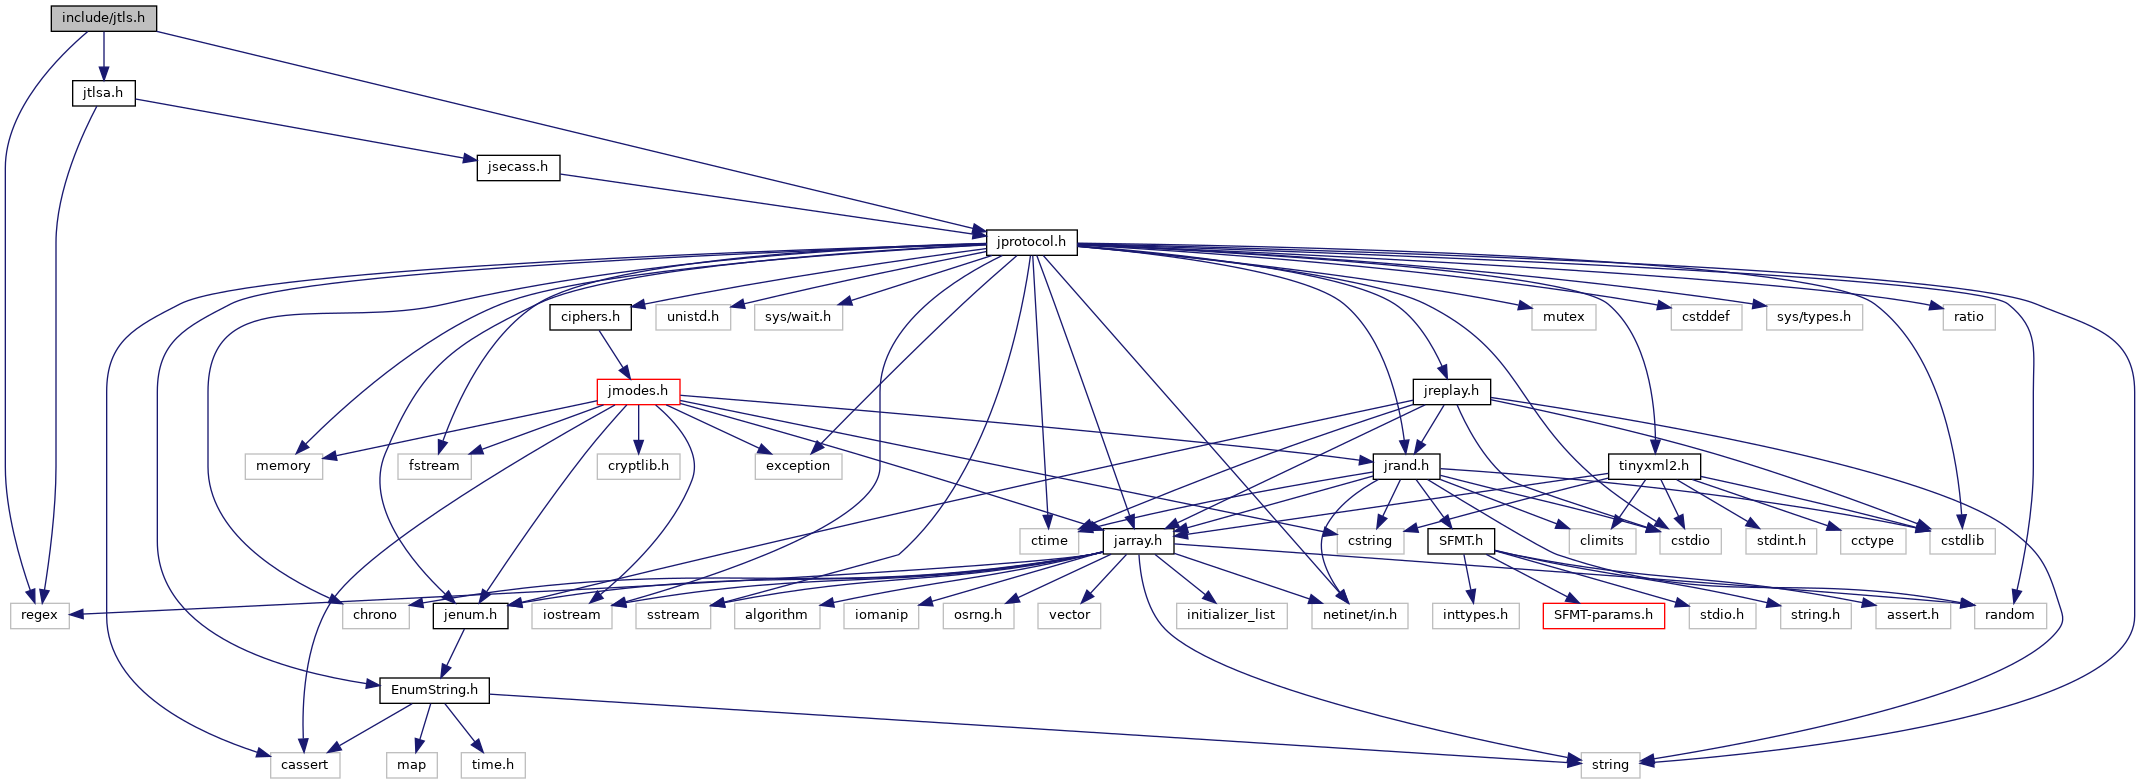 include/jtls.h
jtlsa.h
jsecass.h
jprotocol.h
ciphers.h
unistd.h
sys/wait.h
mutex
cstddef
sys/types.h
ratio
jmodes.h
jreplay.h
memory
fstream
cryptlib.h
exception
jrand.h
tinyxml2.h
ctime
jarray.h
cstring
SFMT.h
climits
cstdio
stdint.h
cctype
cstdlib
regex
chrono
jenum.h
iostream
sstream
algorithm
iomanip
osrng.h
vector
initializer_list
netinet/in.h
inttypes.h
SFMT-params.h
stdio.h
string.h
assert.h
random
EnumString.h
cassert
map
time.h
string